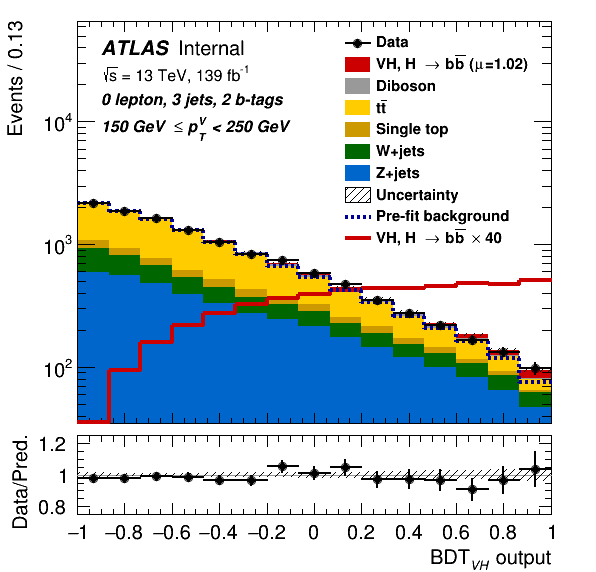 Events / 0.13
ATLAS Internal
√s = 13 TeV, 139 fb⁻¹
0 lepton, 3 jets, 2 b-tags
150 GeV ≤ p_T^V < 250 GeV
Data
VH, H → bb̅ (μ=1.02)
Diboson
tt̅
Single top
W+jets
Z+jets
Uncertainty
Pre-fit background
VH, H → bb̅ × 40
10⁴
10³
10²
Data/Pred.
1.2
1
0.8
−1 −0.8 −0.6 −0.4 −0.2 0 0.2 0.4 0.6 0.8 1
BDT_VH output